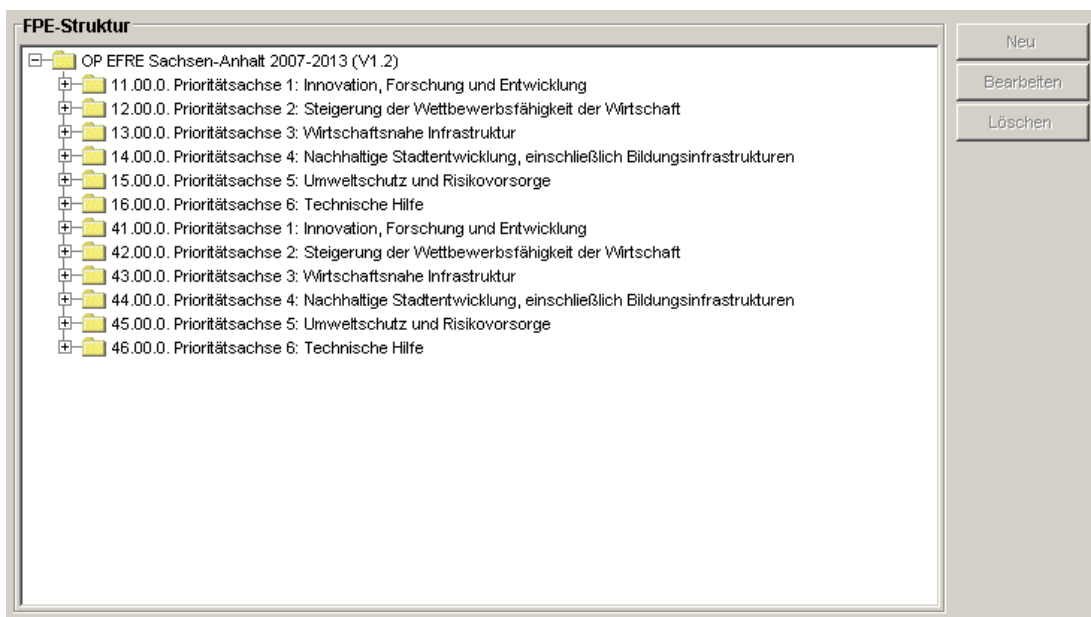 FPE-Struktur
OP EFRE Sachsen-Anhalt 2007-2013 (V1.2)
11.00.0. Prioritätsachse 1: Innovation, Forschung und Entwicklung
12.00.0. Prioritätsachse 2: Steigerung der Wettbewerbsfähigkeit der Wirtschaft
13.00.0. Prioritätsachse 3: Wirtschaftsnahe Infrastruktur
14.00.0. Prioritätsachse 4: Nachhaltige Stadtentwicklung, einschließlich Bildungsinfrastrukturen
15.00.0. Prioritätsachse 5: Umweltschutz und Risikovorsorge
16.00.0. Prioritätsachse 6: Technische Hilfe
41.00.0. Prioritätsachse 1: Innovation, Forschung und Entwicklung
42.00.0. Prioritätsachse 2: Steigerung der Wettbewerbsfähigkeit der Wirtschaft
43.00.0. Prioritätsachse 3: Wirtschaftsnahe Infrastruktur
44.00.0. Prioritätsachse 4: Nachhaltige Stadtentwicklung, einschließlich Bildungsinfrastrukturen
45.00.0. Prioritätsachse 5: Umweltschutz und Risikovorsorge
46.00.0. Prioritätsachse 6: Technische Hilfe
Neu
Bearbeiten
Löschen